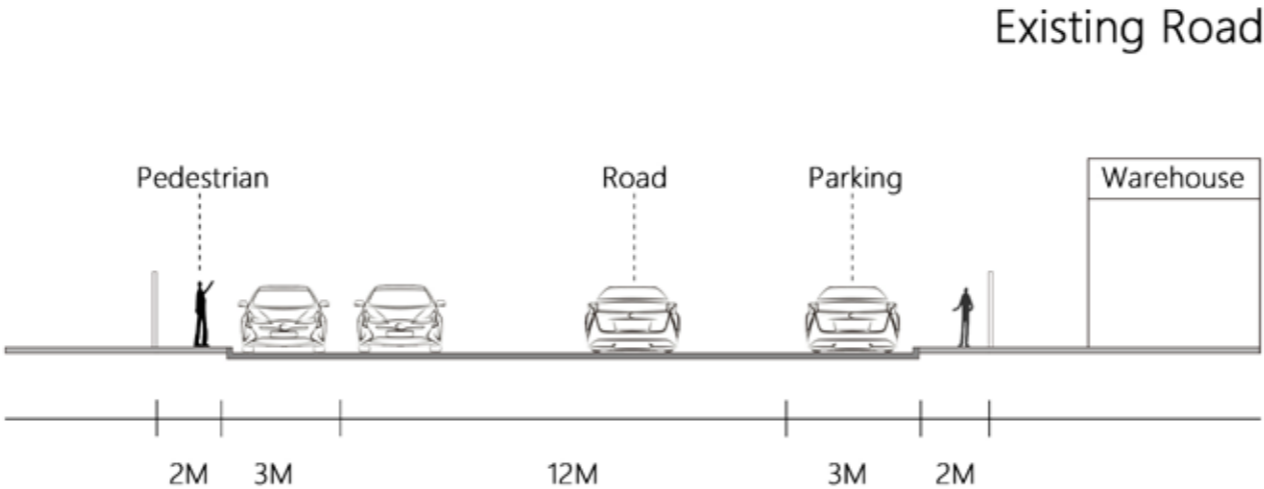 Existing Road
Pedestrian
Road
Parking
Warehouse
2M
3M
12M
3M
2M